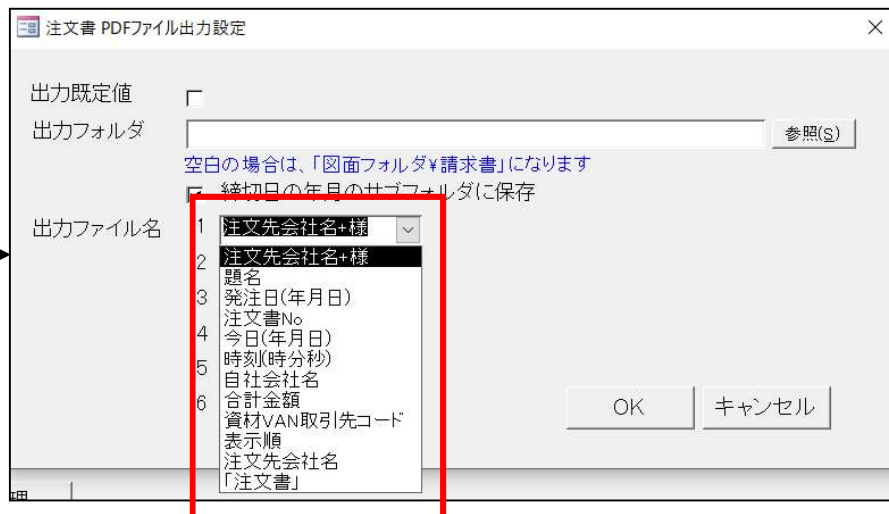 注文書 PDFファイル出力設定
出力既定値
出力フォルダ
参照(S)
空白の場合は、「図面フォルダ¥請求書」になります
締切日の年月のサブフォルダに保存
出力ファイル名
1 注文先会社名+様
2 注文先会社名+様
題名
3 発注日(年月日)
注文書No
4 今日(年月日)
時刻(時分秒)
5 自社会社名
6 合計金額
資材VAN取引先コード
表示順
注文先会社名
「注文書」
OK キャンセル
理